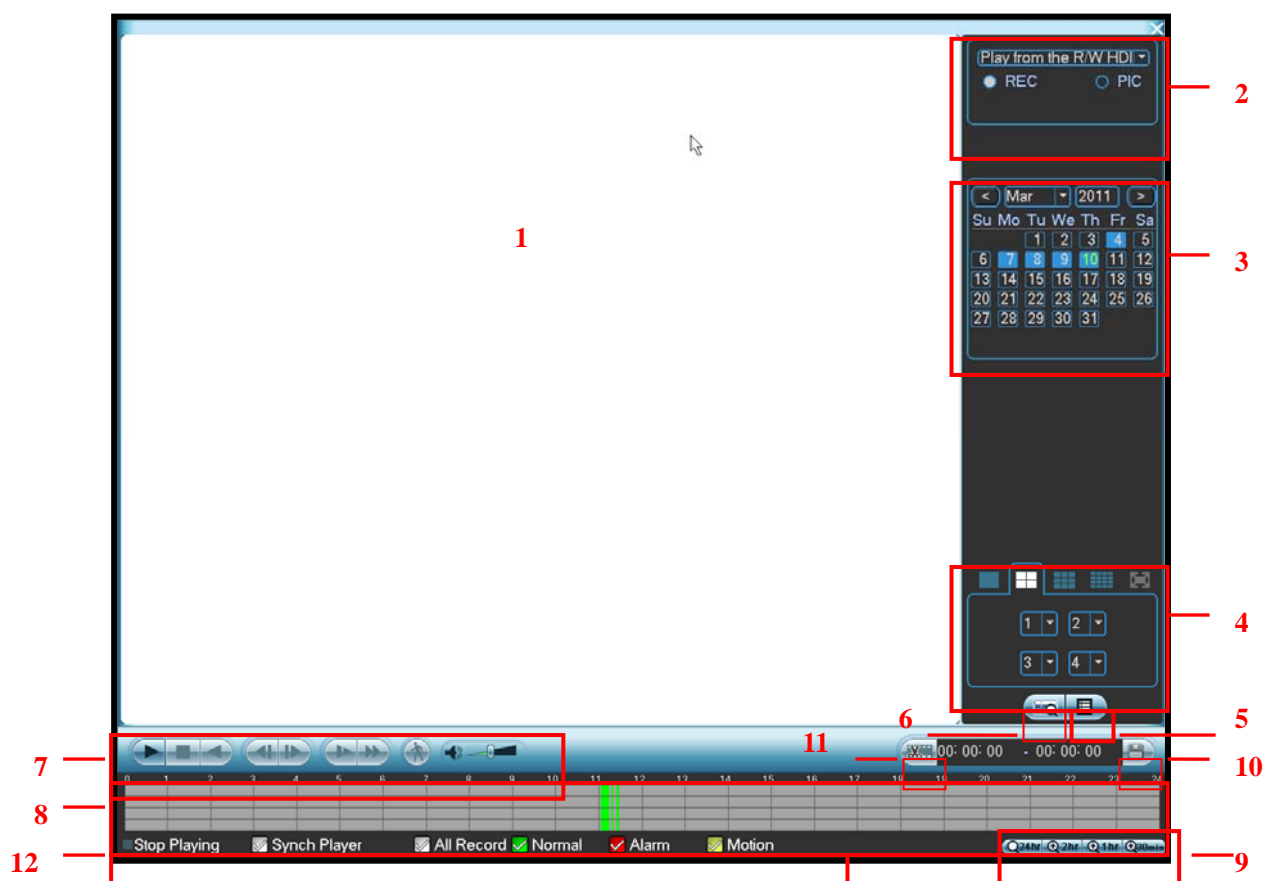 Play from the R/W HDI
REC PIC
2
< Mar 2011 >
Su Mo Tu We Th Fr Sa
1 2 3 4 5
6 7 8 9 10 11 12
13 14 15 16 17 18 19
20 21 22 23 24 25 26
27 28 29 30 31
1
3
1 2
3 4
4
6
5
11
00: 00: 00 - 00: 00: 00
10
7
0 1 2 3 4 5 6 7 8 9 10 11 12 13 14 15 16 17 18 19 20 21 22 23 24
8
Stop Playing Synch Player All Record Normal Alarm Motion 24hr 2hr 1hr 30min
12
9